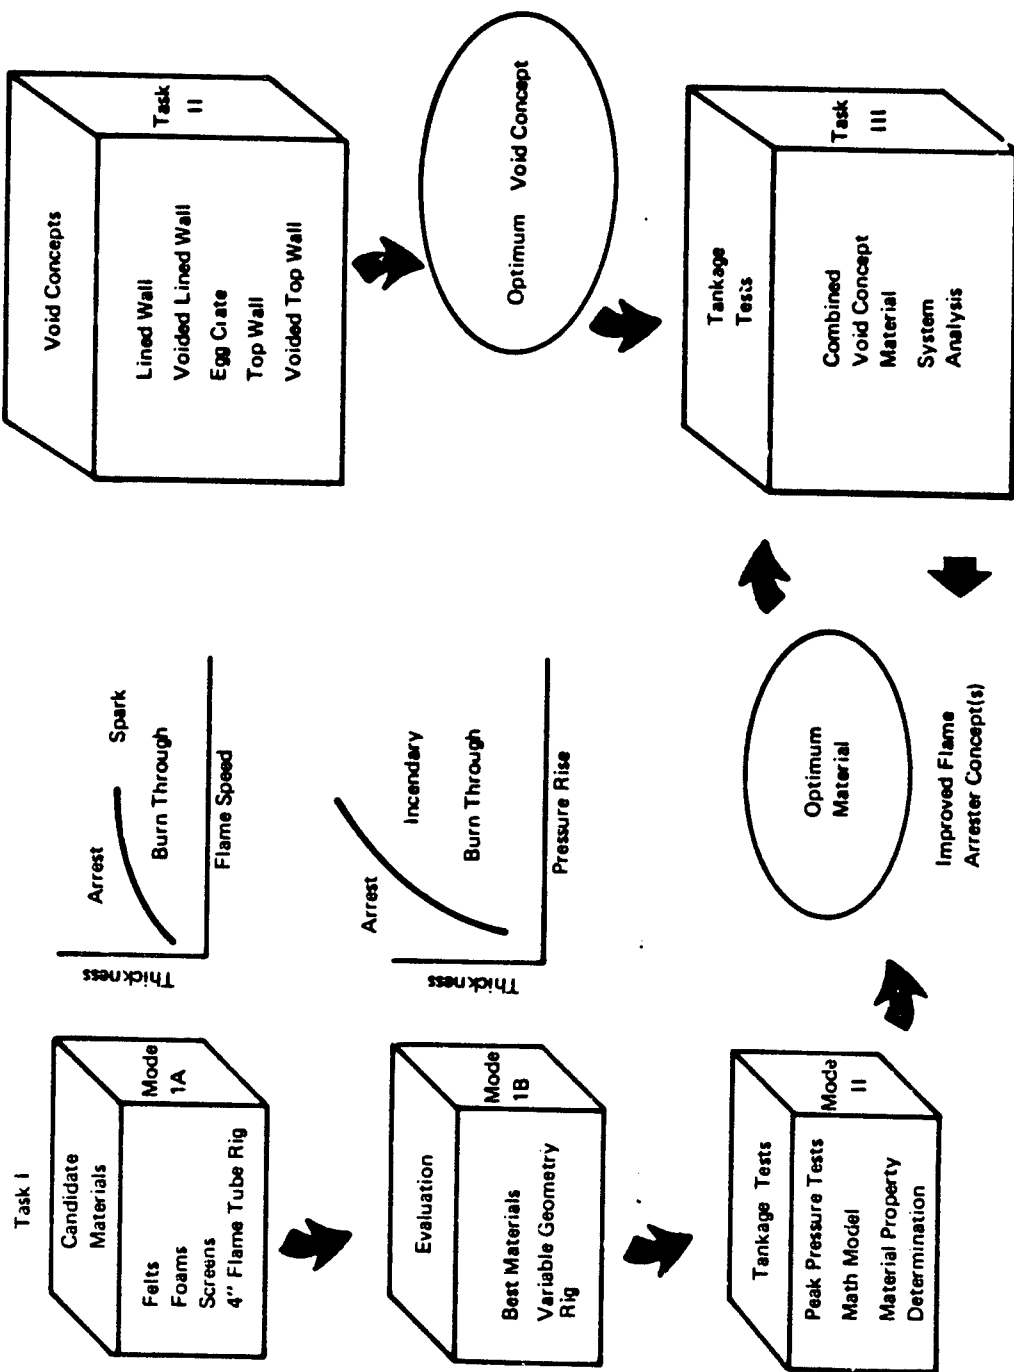 Task I
Candidate
Materials
Mode
1A
Felts
Foams
Screens
4" Flame Tube Rig
Thickness
Arrest
Spark
Burn Through
Flame Speed
Void Concepts
Task
II
Lined Wall
Voided Lined Wall
Egg Crate
Top Wall
Voided Top Wall
Evaluation
Mode
1B
Best Materials
Variable Geometry
Rig
Thickness
Arrest
Incendary
Burn Through
Pressure Rise
Optimum Void Concept
Tankage Tests
Mode
II
Peak Pressure Tests
Math Model
Material Property
Determination
Optimum
Material
Tankage
Tests
Task
III
Combined
Void Concept
Material
System
Analysis
Improved Flame
Arrester Concept(s)